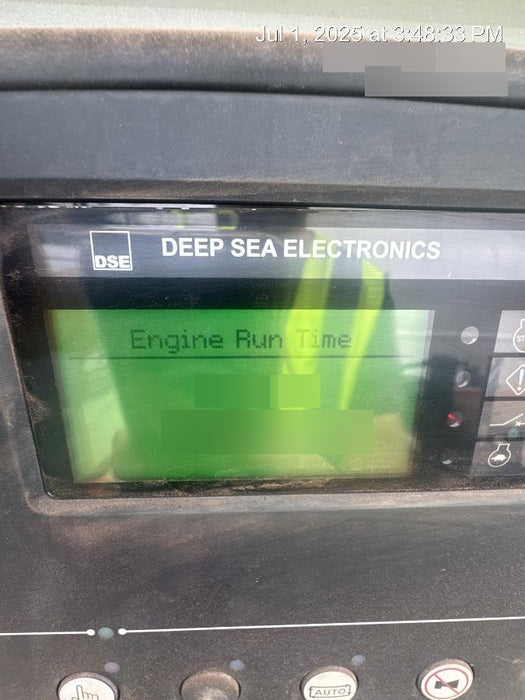 Jul 1, 2025 at 3:48:33 PM
DSE DEEP SEA ELECTRONICS
Engine Run Time
AUTO